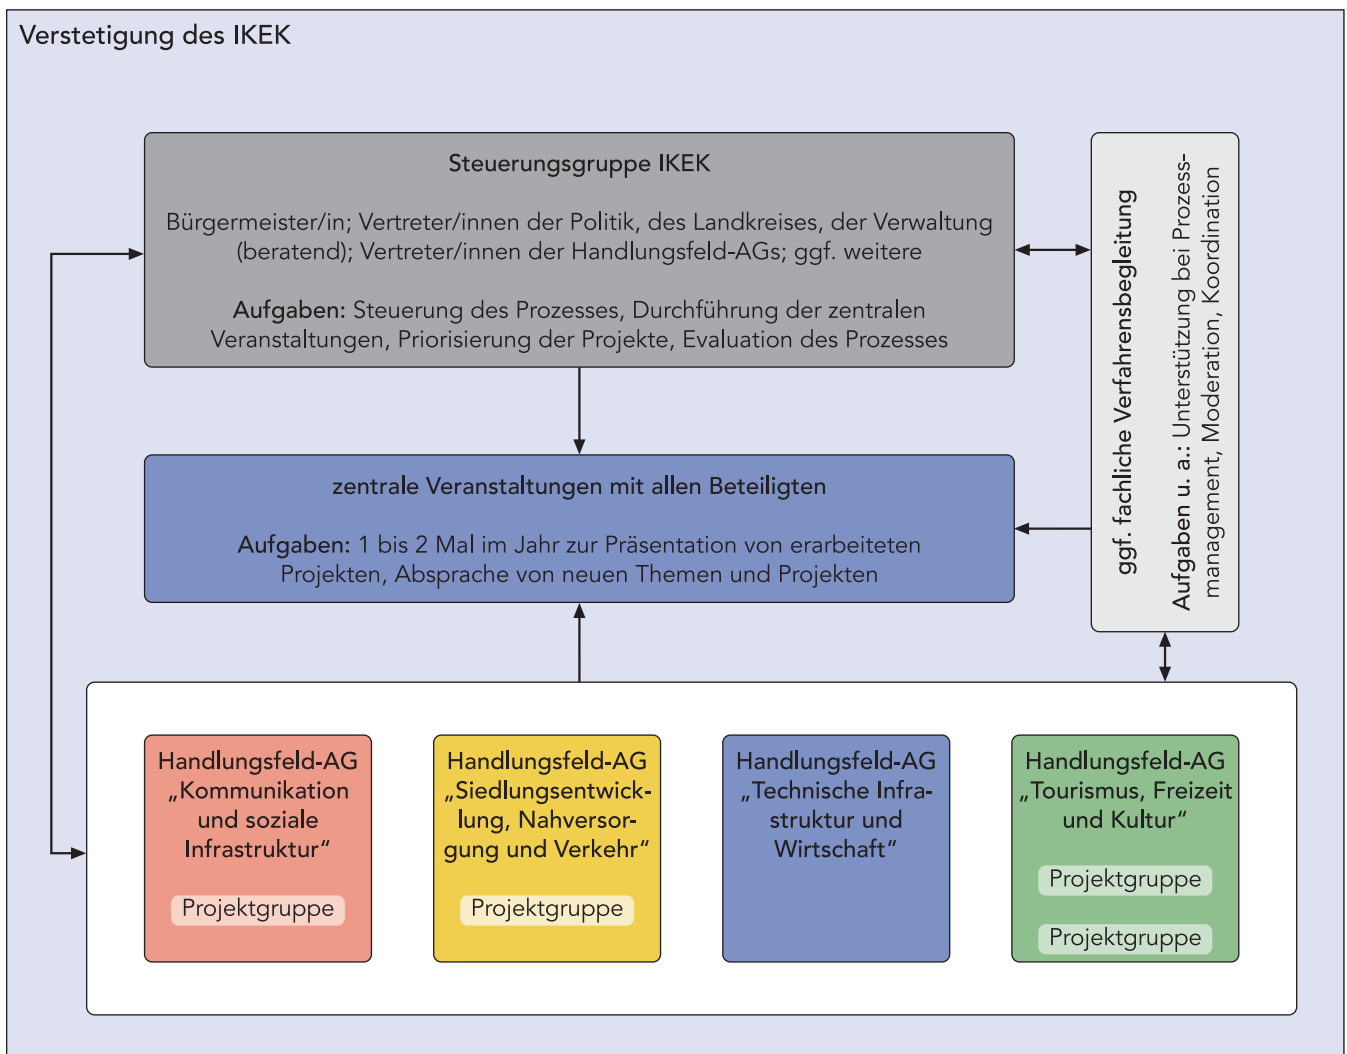 Verstetigung des IKEK
Steuerungsgruppe IKEK
Bürgermeister/in; Vertreter/innen der Politik, des Landkreises, der Verwaltung
(beratend); Vertreter/innen der Handlungsfeld-AGs; ggf. weitere
Aufgaben: Steuerung des Prozesses, Durchführung der zentralen
Veranstaltungen, Priorisierung der Projekte, Evaluation des Prozesses
ggf. fachliche Verfahrensbegleitung
Aufgaben u. a.: Unterstützung bei Prozess-
management, Moderation, Koordination
zentrale Veranstaltungen mit allen Beteiligten
Aufgaben: 1 bis 2 Mal im Jahr zur Präsentation von erarbeiteten
Projekten, Absprache von neuen Themen und Projekten
Handlungsfeld-AG
„Kommunikation
und soziale
Infrastruktur“
Projektgruppe
Handlungsfeld-AG
„Siedlungsentwick-
lung, Nahversor-
gung und Verkehr“
Projektgruppe
Handlungsfeld-AG
„Technische Infra-
struktur und
Wirtschaft“
Handlungsfeld-AG
„Tourismus, Freizeit
und Kultur“
Projektgruppe
Projektgruppe